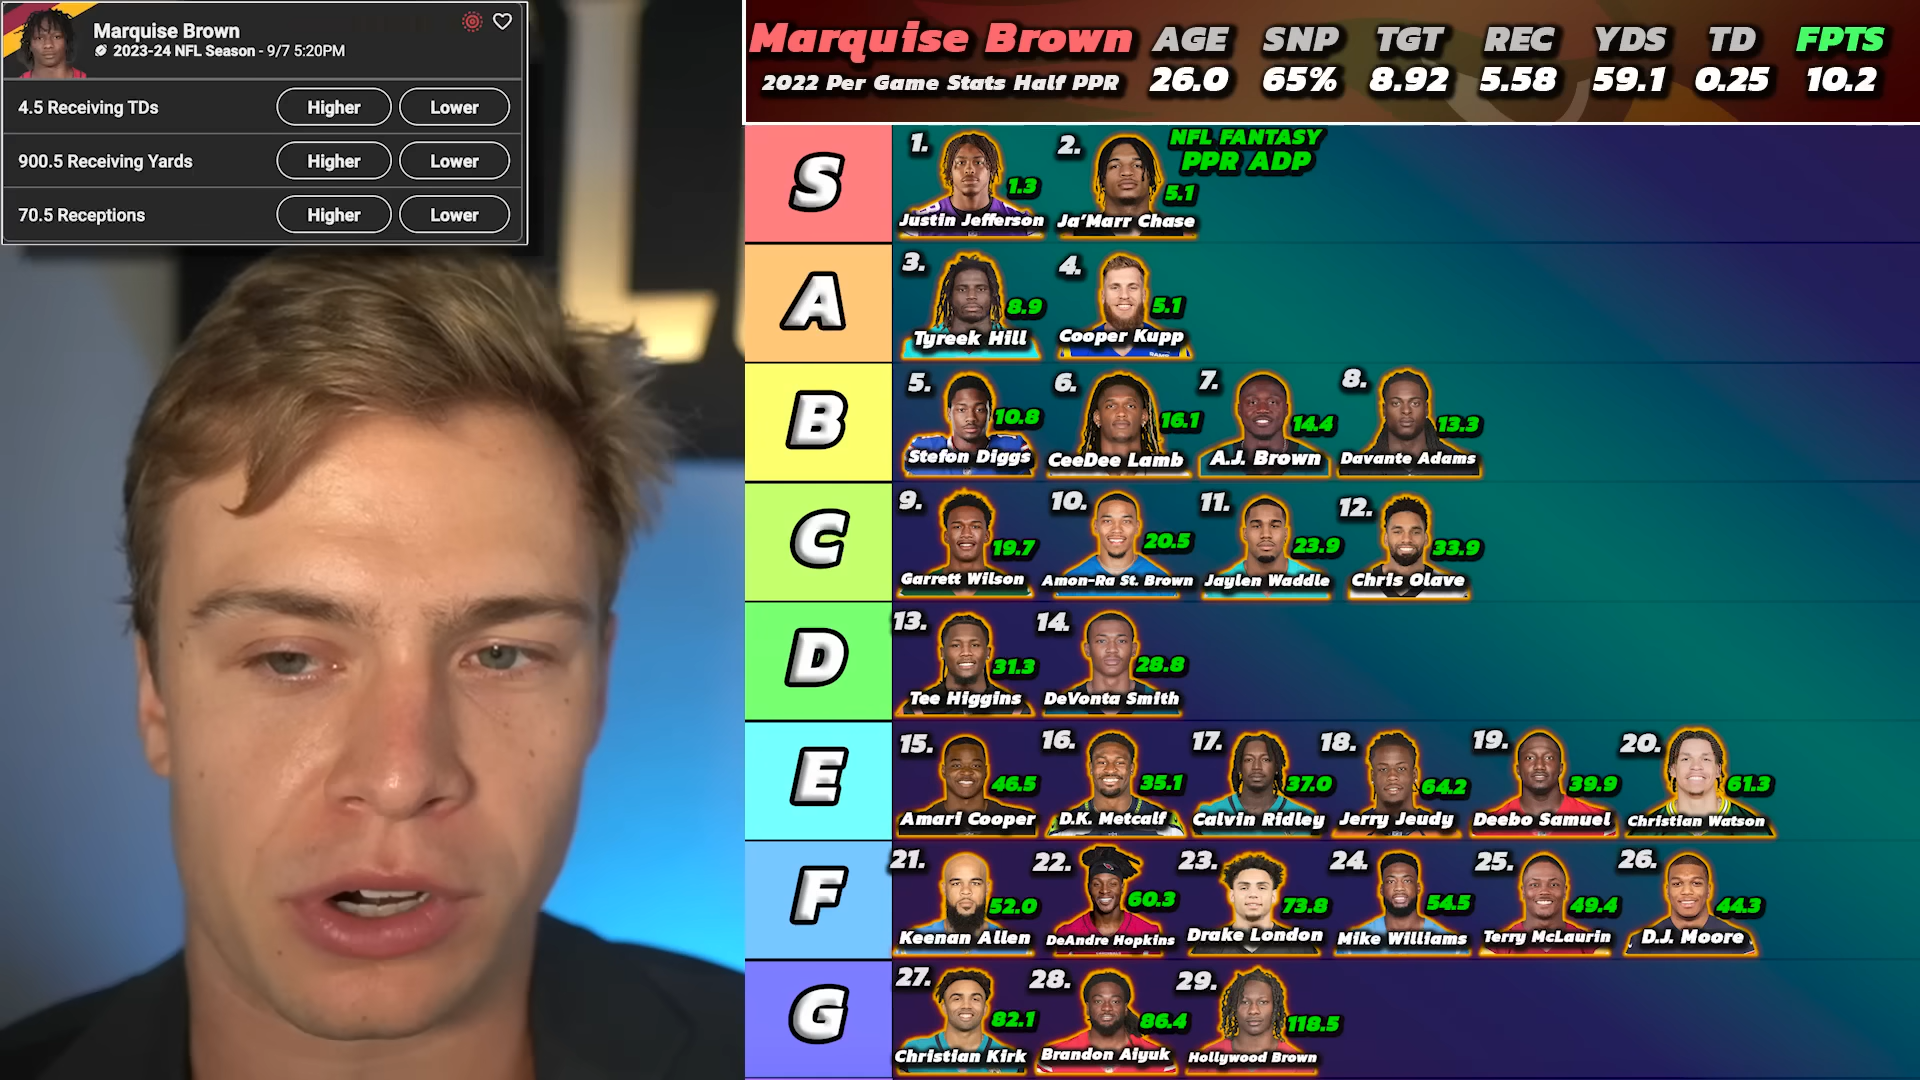 Marquise Brown
2023-24 NFL Season - 9/7 5:20PM
4.5 Receiving TDs Higher Lower
900.5 Receiving Yards Higher Lower
70.5 Receptions Higher Lower
Marquise Brown AGE SNP TGT REC YDS TD FPTS
2022 Per Game Stats Half PPR 26.0 65% 8.92 5.58 59.1 0.25 10.2
NFL FANTASY
PPR ADP
S
1. 1.3 2. 5.1
Justin Jefferson Ja'Marr Chase
A
3. 8.9 4. 5.1
Tyreek Hill Cooper Kupp
B
5. 10.8 6. 16.1 7. 14.4 8. 13.3
Stefon Diggs CeeDee Lamb A.J. Brown Davante Adams
C
9. 19.7 10. 20.5 11. 23.9 12. 33.9
Garrett Wilson Amon-Ra St. Brown Jaylen Waddle Chris Olave
D
13. 31.3 14. 28.8
Tee Higgins DeVonta Smith
E
15. 46.5 16. 35.1 17. 37.0 18. 64.2 19. 39.9 20. 61.3
Amari Cooper D.K. Metcalf Calvin Ridley Jerry Jeudy Deebo Samuel Christian Watson
F
21. 52.0 22. 60.3 23. 73.8 24. 54.5 25. 49.4 26. 44.3
Keenan Allen DeAndre Hopkins Drake London Mike Williams Terry McLaurin D.J. Moore
G
27. 82.1 28. 86.4 29. 118.5
Christian Kirk Brandon Aiyuk Hollywood Brown